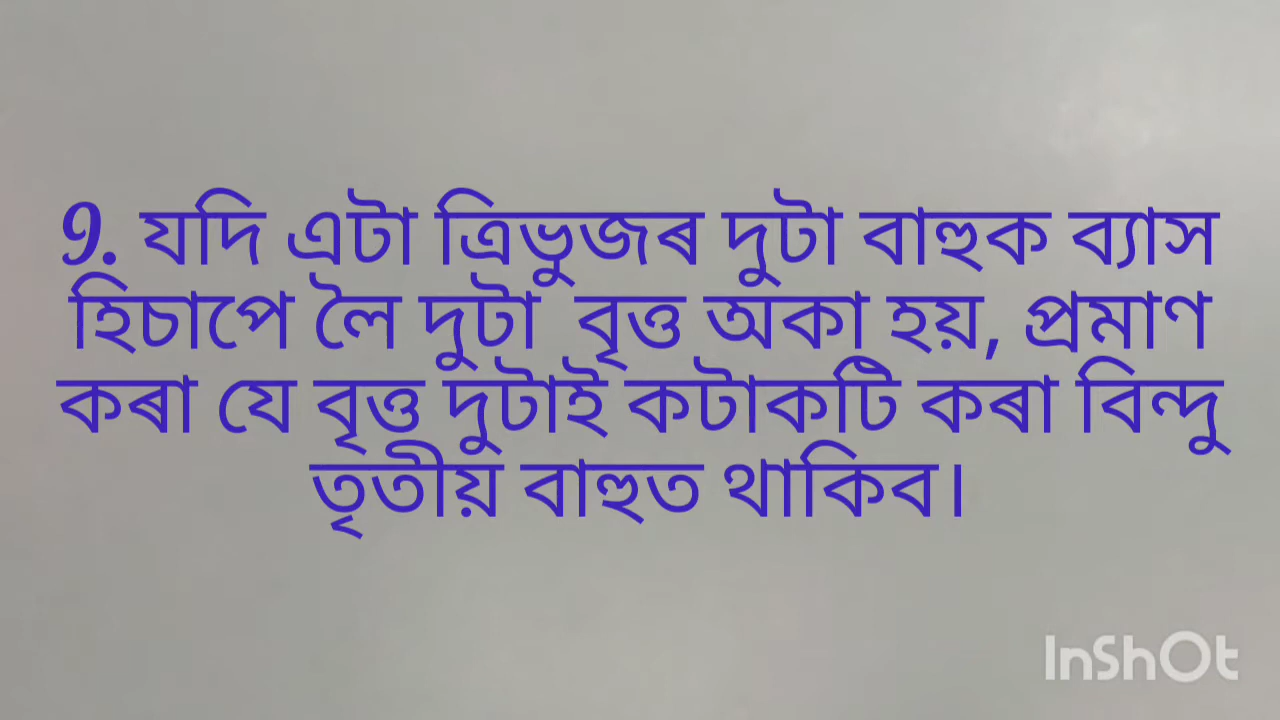 9. যদি এটা ত্ৰিভুজৰ দুটা বাহুক ব্যাস
হিচাপে লৈ দুটা বৃত্ত অকা হয়, প্ৰমাণ
কৰা যে বৃত্ত দুটাই কটাকটি কৰা বিন্দু
তৃতীয় বাহুত থাকিব।
InShOt